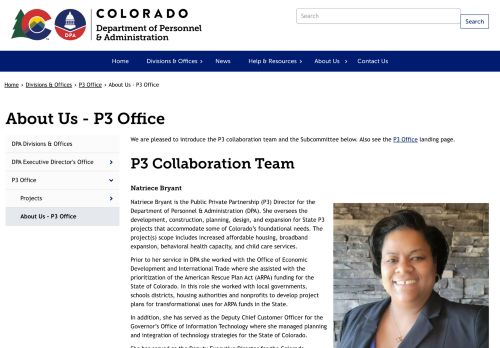 COLORADO
Department of Personnel
& Administration
DPA
Search
Search
Home
Divisions & Offices ›
News
Help & Resources ›
About Us ›
Contact Us
Home › Divisions & Offices › P3 Office › About Us - P3 Office
About Us - P3 Office
DPA Divisions & Offices
DPA Executive Director's Office
P3 Office
Projects
About Us - P3 Office
We are pleased to introduce the P3 collaboration team and the Subcommittee below. Also see the P3 Office landing page.
P3 Collaboration Team
Natriece Bryant
Natriece Bryant is the Public Private Partnership (P3) Director for the
Department of Personnel & Administration (DPA). She oversees the
development, construction, planning, design, and expansion for State P3
projects that accommodate some of Colorado's foundational needs. The
project(s) scope includes increased affordable housing, broadband
expansion, behavioral health capacity, and child care services.
Prior to her service in DPA she worked with the Office of Economic
Development and International Trade where she assisted with the
prioritization of the American Rescue Plan Act (ARPA) funding for the
State of Colorado. In this role she worked with local governments,
schools districts, housing authorities and nonprofits to develop project
plans for transformational uses for ARPA funds in the State.
In addition, she has served as the Deputy Chief Customer Officer for the
Governor's Office of Information Technology where she managed planning
and integration of technology strategies for the State of Colorado.
She has served as the Deputy Executive Director for the Colorado